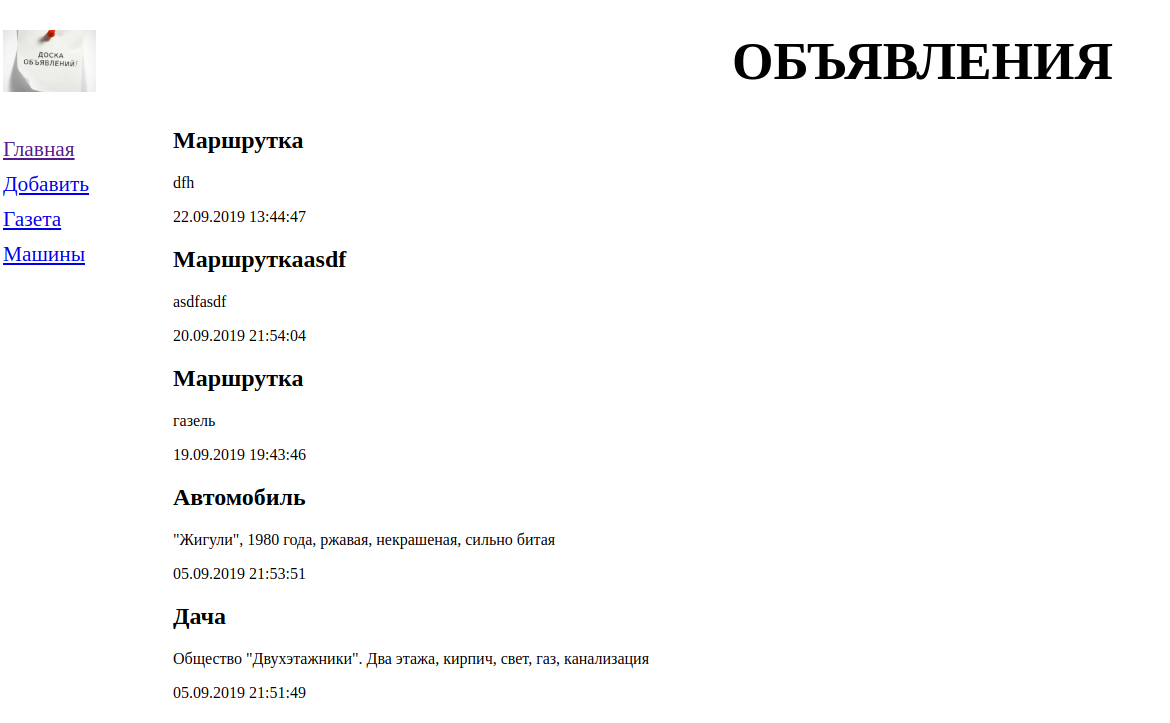 ДОСКА
ОБЪЯВЛЕНИЙ!
ОБЪЯВЛЕНИЯ
Главная
Добавить
Газета
Машины
Маршрутка
dfh
22.09.2019 13:44:47
Маршруткаasdf
asdfasdf
20.09.2019 21:54:04
Маршрутка
газель
19.09.2019 19:43:46
Автомобиль
"Жигули", 1980 года, ржавая, некрашеная, сильно битая
05.09.2019 21:53:51
Дача
Общество "Двухэтажники". Два этажа, кирпич, свет, газ, канализация
05.09.2019 21:51:49